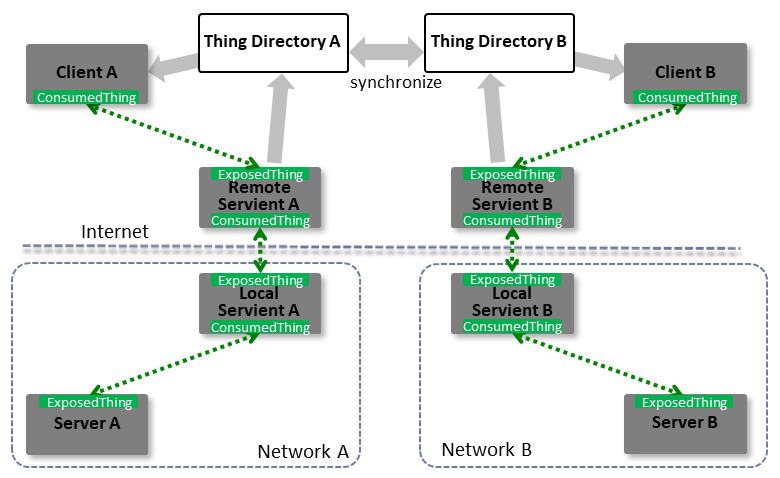 Thing Directory A
Thing Directory B
synchronize
Client A
ConsumedThing
Client B
ConsumedThing
ExposedThing
Remote
Servient A
ConsumedThing
ExposedThing
Remote
Servient B
ConsumedThing
Internet
ExposedThing
Local
Servient A
ConsumedThing
ExposedThing
Local
Servient B
ConsumedThing
ExposedThing
Server A
Network A
ExposedThing
Server B
Network B